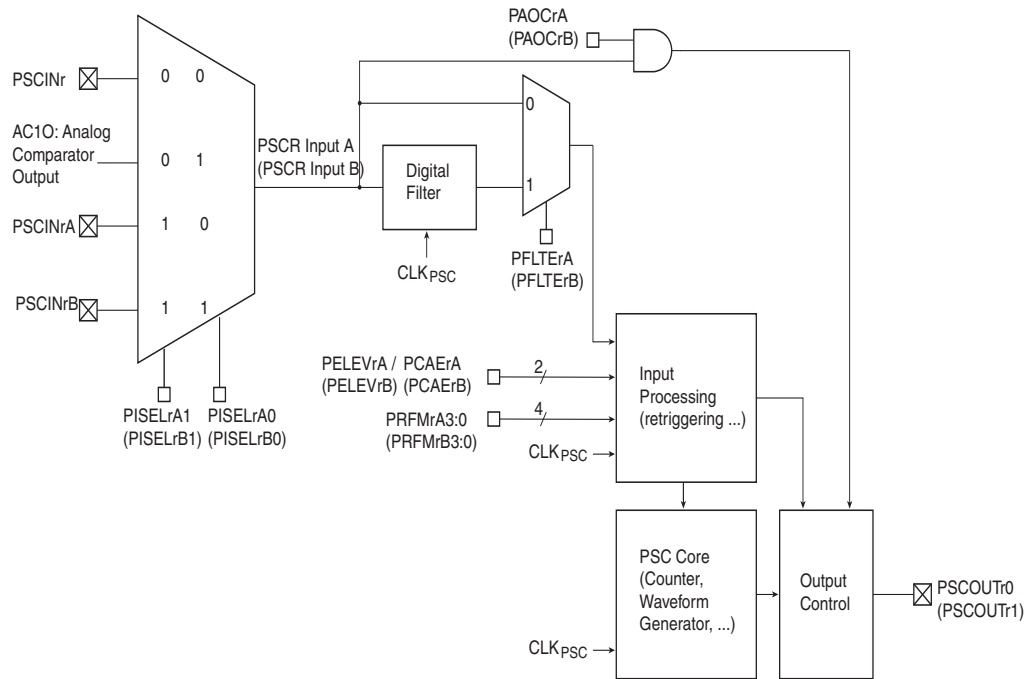 PAOCrA
(PAOCrB)
PSCINr
0 0
AC1O: Analog
Comparator
Output
0 1
PSCR Input A
(PSCR Input B)
Digital
Filter
0
1
PSCINrA
1 0
CLKPSC
PFLTErA
(PFLTErB)
PSCINrB
1 1
PISELrA1
(PISELrB1)
PISELrA0
(PISELrB0)
PELEVrA / PCAErA
(PELEVrB) (PCAErB)
2
PRFMrA3:0
(PRFMrB3:0)
4
CLKPSC
Input
Processing
(retriggering ...)
PSC Core
(Counter,
Waveform
Generator, ...)
CLKPSC
Output
Control
PSCOUTr0
(PSCOUTr1)